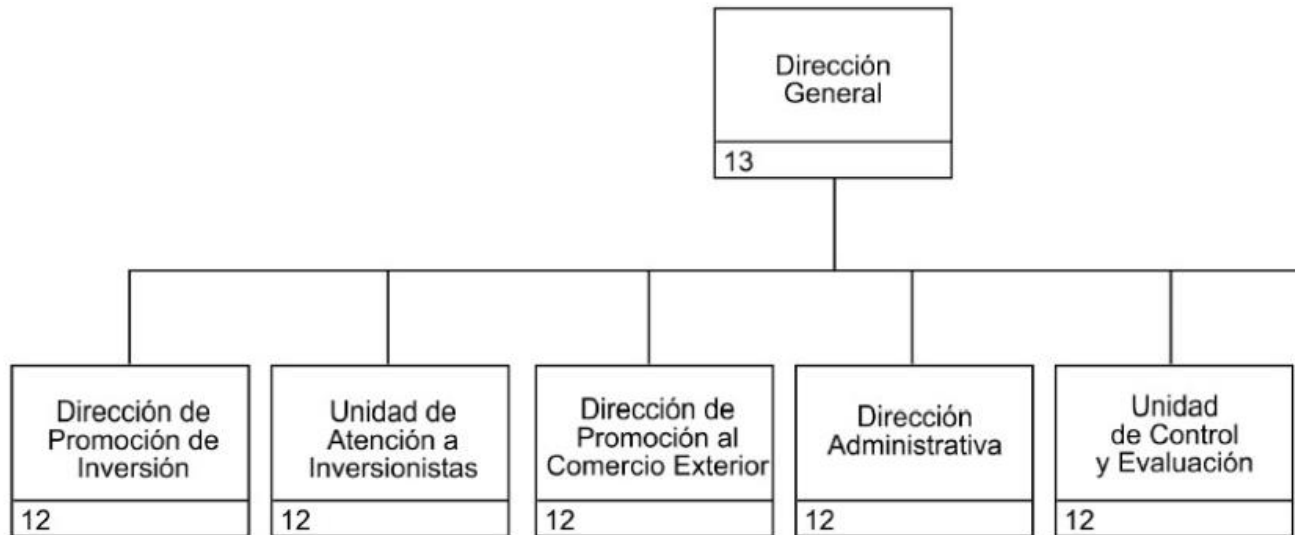 Dirección
General
13
Dirección de
Promoción de
Inversión
12
Unidad de
Atención a
Inversionistas
12
Dirección de
Promoción al
Comercio Exterior
12
Dirección
Administrativa
12
Unidad
de Control
y Evaluación
12